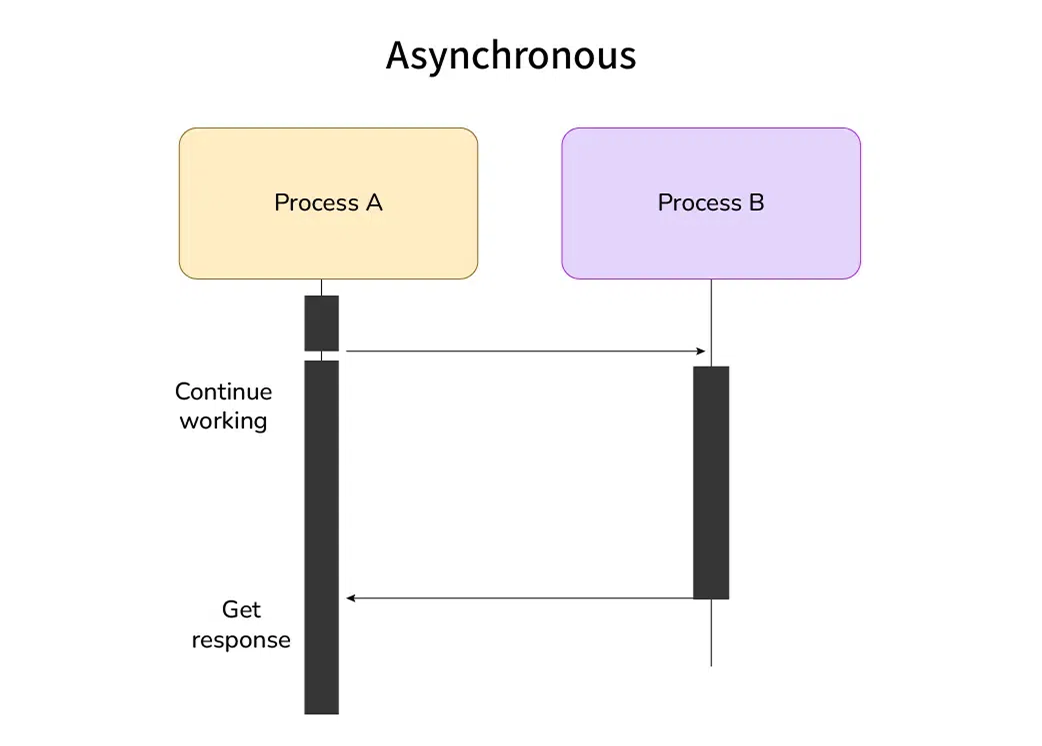 Asynchronous
Process A
Process B
Continue
working
Get
response